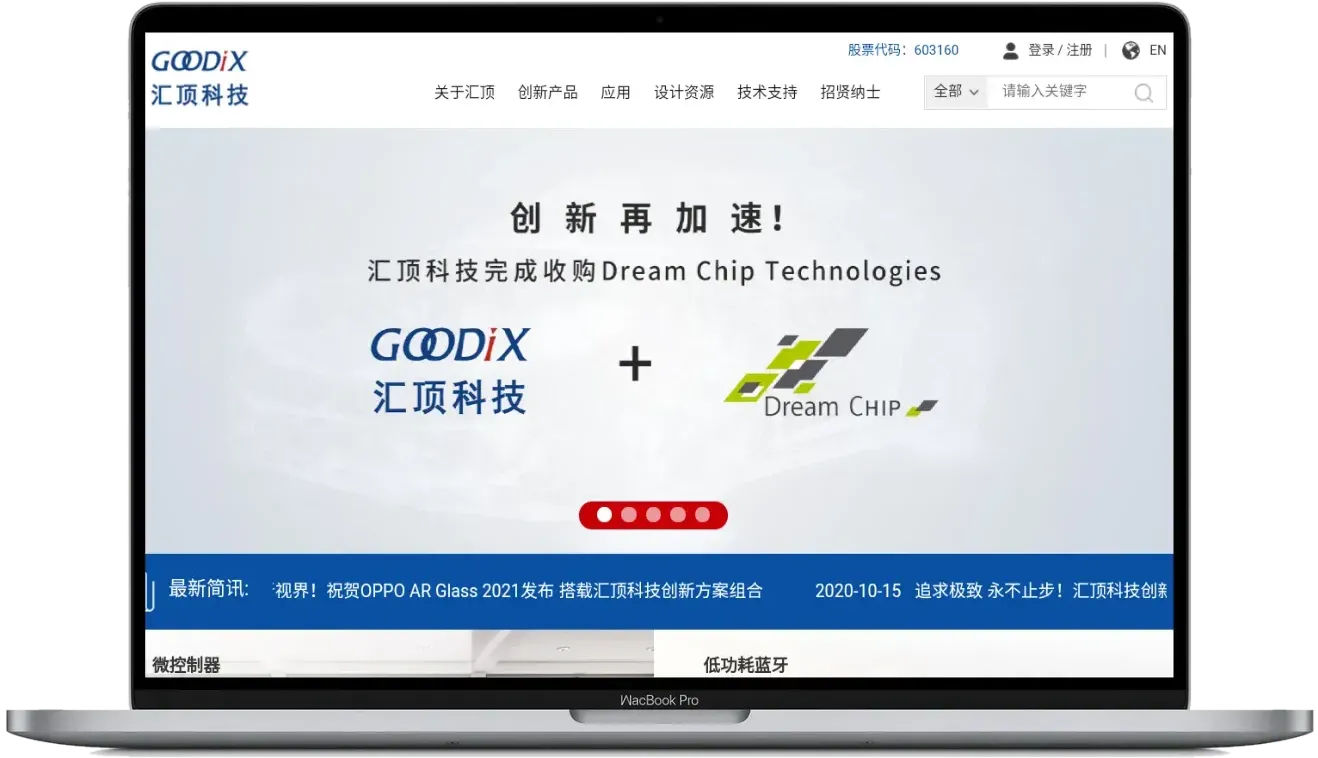 GOODiX
汇顶科技
股票代码：603160
登录 / 注册 | EN
关于汇顶 创新产品 应用 设计资源 技术支持 招贤纳士
全部 请输入关键字
创新再加速！
汇顶科技完成收购Dream Chip Technologies
GOODiX
汇顶科技
+
Dream CHIP
最新简讯： 视界！祝贺OPPO AR Glass 2021发布 搭载汇顶科技创新方案组合 2020-10-15 追求极致 永不止步！汇顶科技创新
微控制器 低功耗蓝牙
MacBook Pro